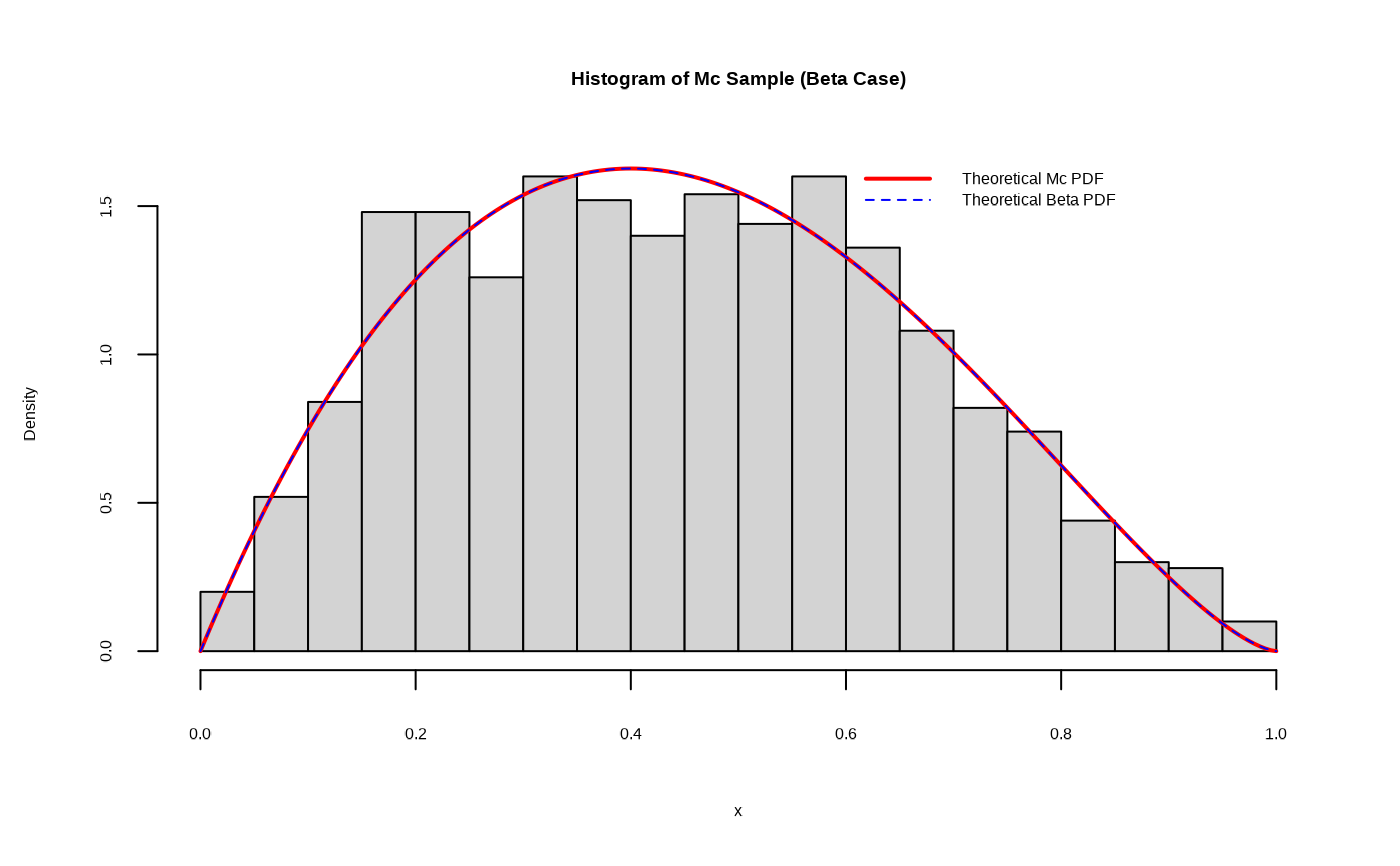 Histogram of Mc Sample (Beta Case)
Theoretical Mc PDF
Theoretical Beta PDF
Density
1.5
1.0
0.5
0.0
0.0 0.2 0.4 0.6 0.8 1.0
x